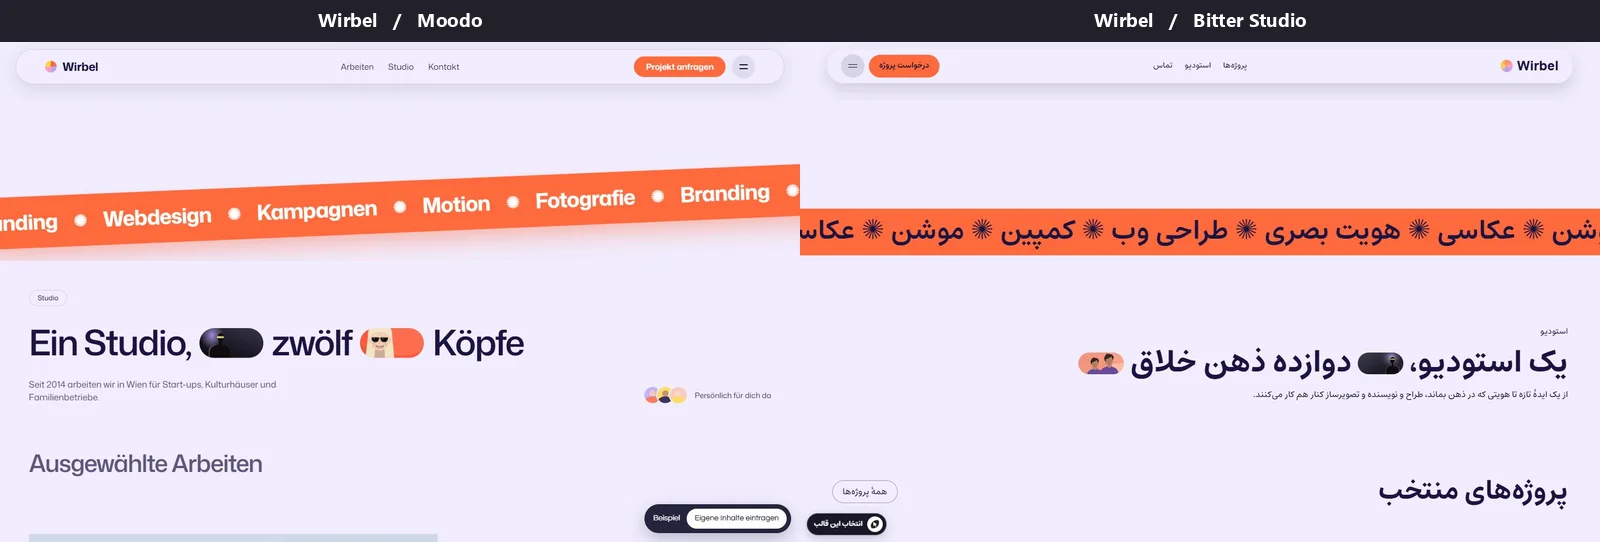 Wirbel / Moodo
Wirbel
Arbeiten Studio Kontakt
Projekt anfragen
Webdesign Kampagnen Motion Fotografie Branding
Studio
Ein Studio, zwölf Köpfe
Seit 2014 arbeiten wir in Wien für Start-ups, Kulturhäuser und
Familienbetriebe.
Persönlich für dich da
Ausgewählte Arbeiten
Beispiel Eigene Inhalte eintragen
Wirbel / Bitter Studio
Wirbel
پروژه‌ها استودیو تماس
درخواست پروژه
عکاسی هویت بصری طراحی وب کمپین موشن
استودیو
یک استودیو، دوازده ذهن خلاق
از یک ایدهٔ تازه تا هویتی که در ذهن بماند، طراح و نویسنده و تصویرساز کنار هم کار می‌کنند.
پروژه‌های منتخب
همهٔ پروژه‌ها
انتخاب این قالب